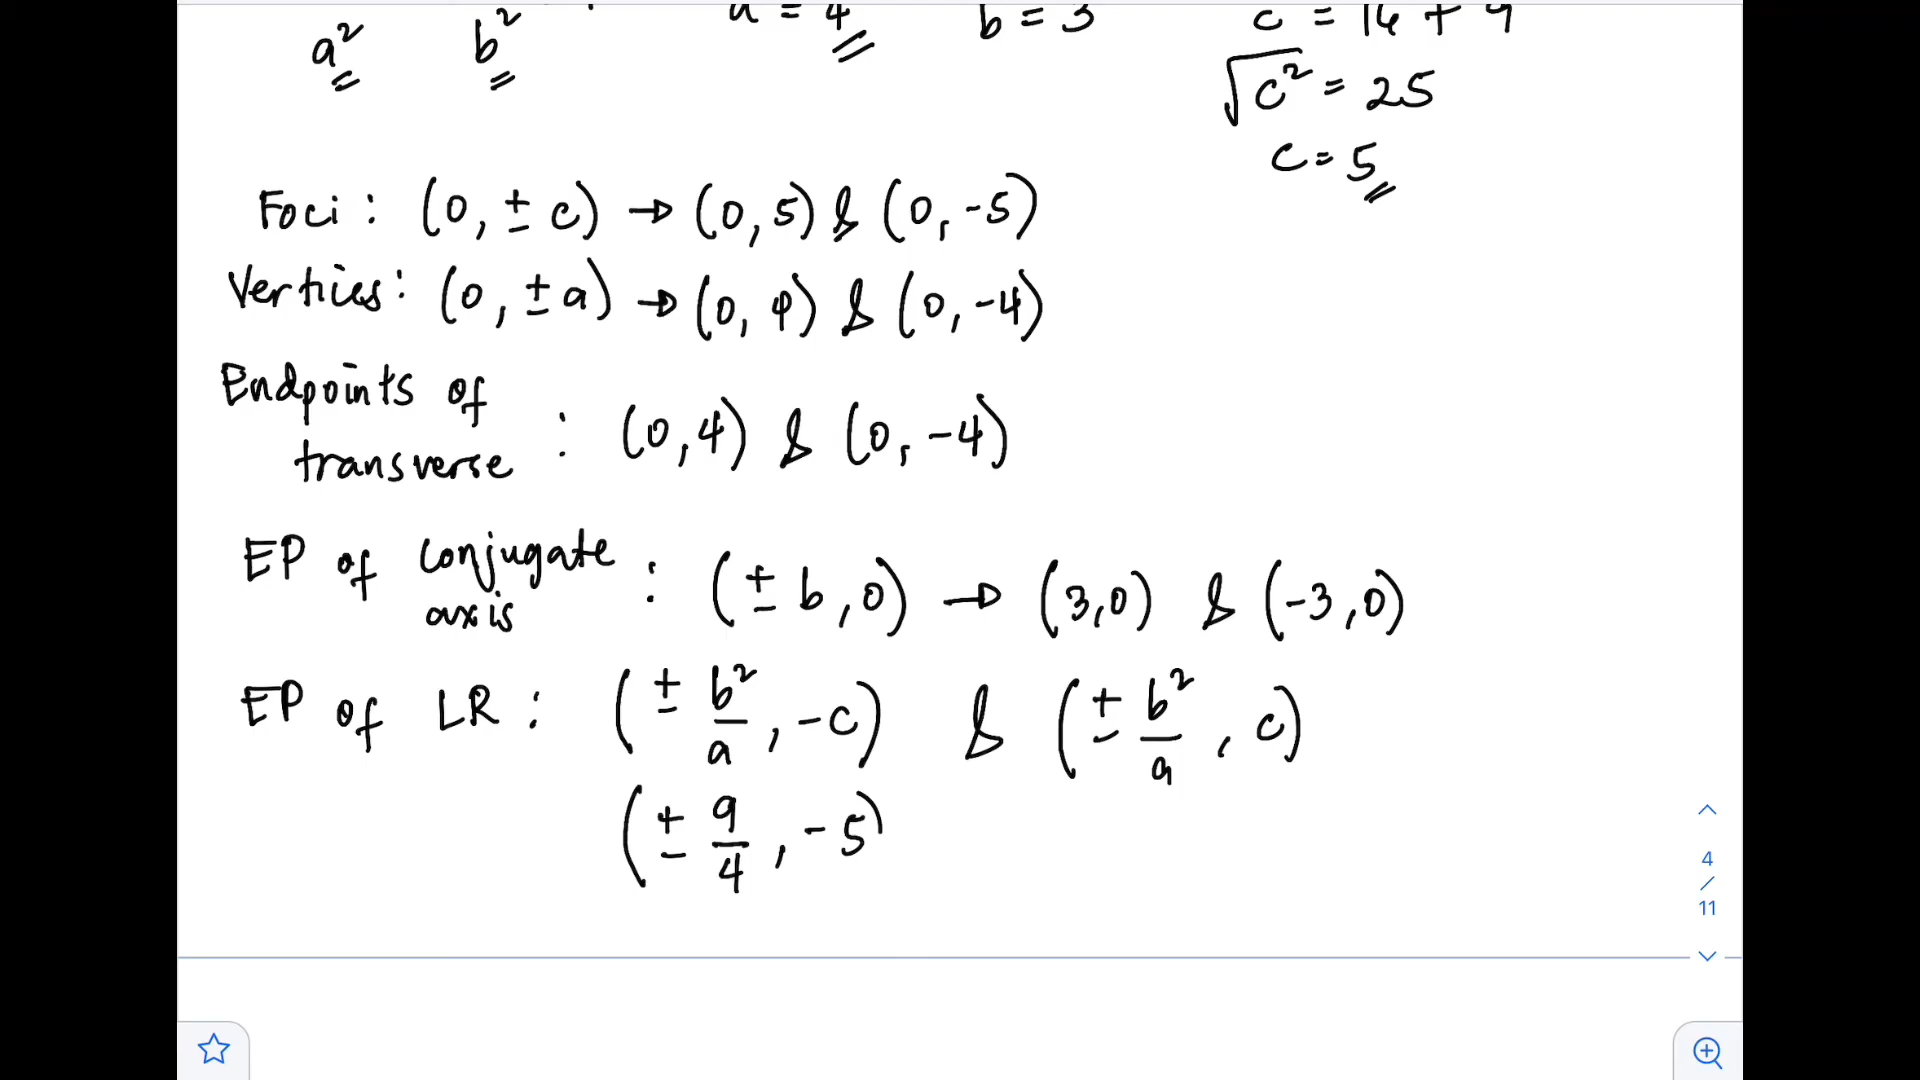 a² b² a = 4 b = 3 c = 16 + 9
√c² = 25
c = 5
Foci : (0, ± c) → (0, 5) & (0, -5)
Vertices : (0, ± a) → (0, 4) & (0, -4)
Endpoints of
transverse : (0, 4) & (0, -4)
EP of conjugate
axis : (± b, 0) → (3, 0) & (-3, 0)
EP of LR : (± b²/a, -c) & (± b²/a, c)
(± 9/4, -5)
4
/
11